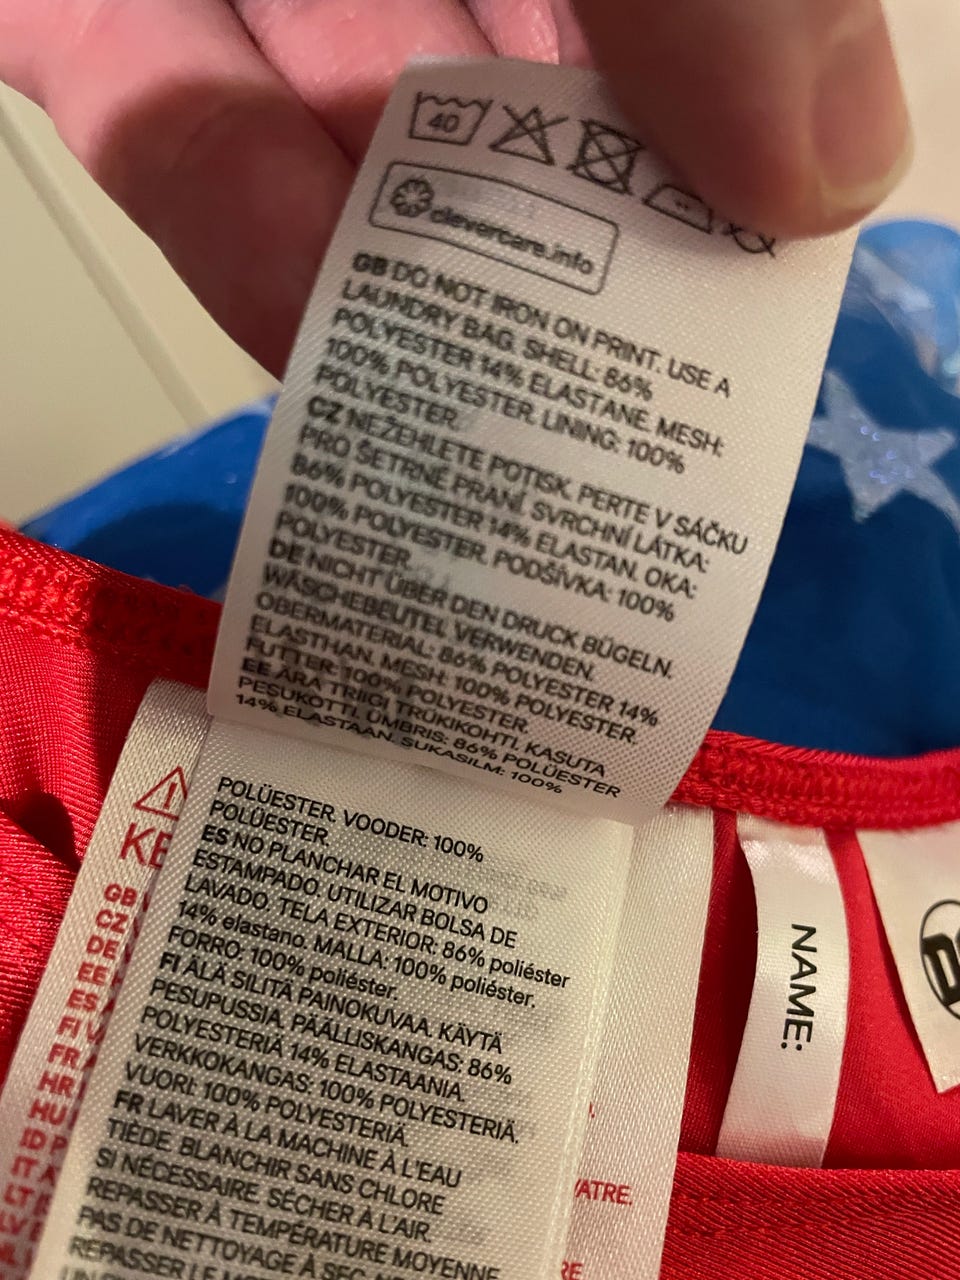 40
clevercare.info
GB DO NOT IRON ON PRINT. USE A
LAUNDRY BAG. SHELL: 86%
POLYESTER 14% ELASTANE. MESH:
100% POLYESTER. LINING: 100%
POLYESTER.
CZ NEŽEHLETE POTISK. PERTE V SÁČKU
PRO ŠETRNÉ PRANÍ. SVRCHNÍ LÁTKA:
86% POLYESTER 14% ELASTAN. OKA:
100% POLYESTER. PODŠÍVKA: 100%
POLYESTER.
DE NICHT ÜBER DEN DRUCK BÜGELN.
WÄSCHEBEUTEL VERWENDEN.
OBERMATERIAL: 86% POLYESTER 14%
ELASTHAN. MESH: 100% POLYESTER.
FUTTER: 100% POLYESTER.
EE ÄRA TRIIGI TRÜKIKOHTI. KASUTA
PESUKOTTI. ÜMBRIS: 86% POLÜESTER
14% ELASTAAN. SUKASILM: 100%
POLÜESTER. VOODER: 100%
POLÜESTER.
ES NO PLANCHAR EL MOTIVO
ESTAMPADO. UTILIZAR BOLSA DE
LAVADO. TELA EXTERIOR: 86% poliéster
14% elastano. MALLA: 100% poliéster.
FORRO: 100% poliéster.
FI ÄLÄ SILITÄ PAINOKUVAA. KÄYTÄ
PESUPUSSIA. PÄÄLLISKANGAS: 86%
POLYESTERIÄ 14% ELASTAANIA.
VERKKOKANGAS: 100% POLYESTERIÄ.
VUORI: 100% POLYESTERIÄ.
FR LAVER À LA MACHINE À L'EAU
TIÈDE. BLANCHIR SANS CHLORE
SI NÉCESSAIRE. SÉCHER À L'AIR.
REPASSER À TEMPÉRATURE MOYENNE
PAS DE NETTOYAGE À SEC.
REPASSER LE
KE
GB
CZ
DE
EE
ES
FI
FR
HR
HU
ID
IT
LT
LV
VATRE.
NAME: